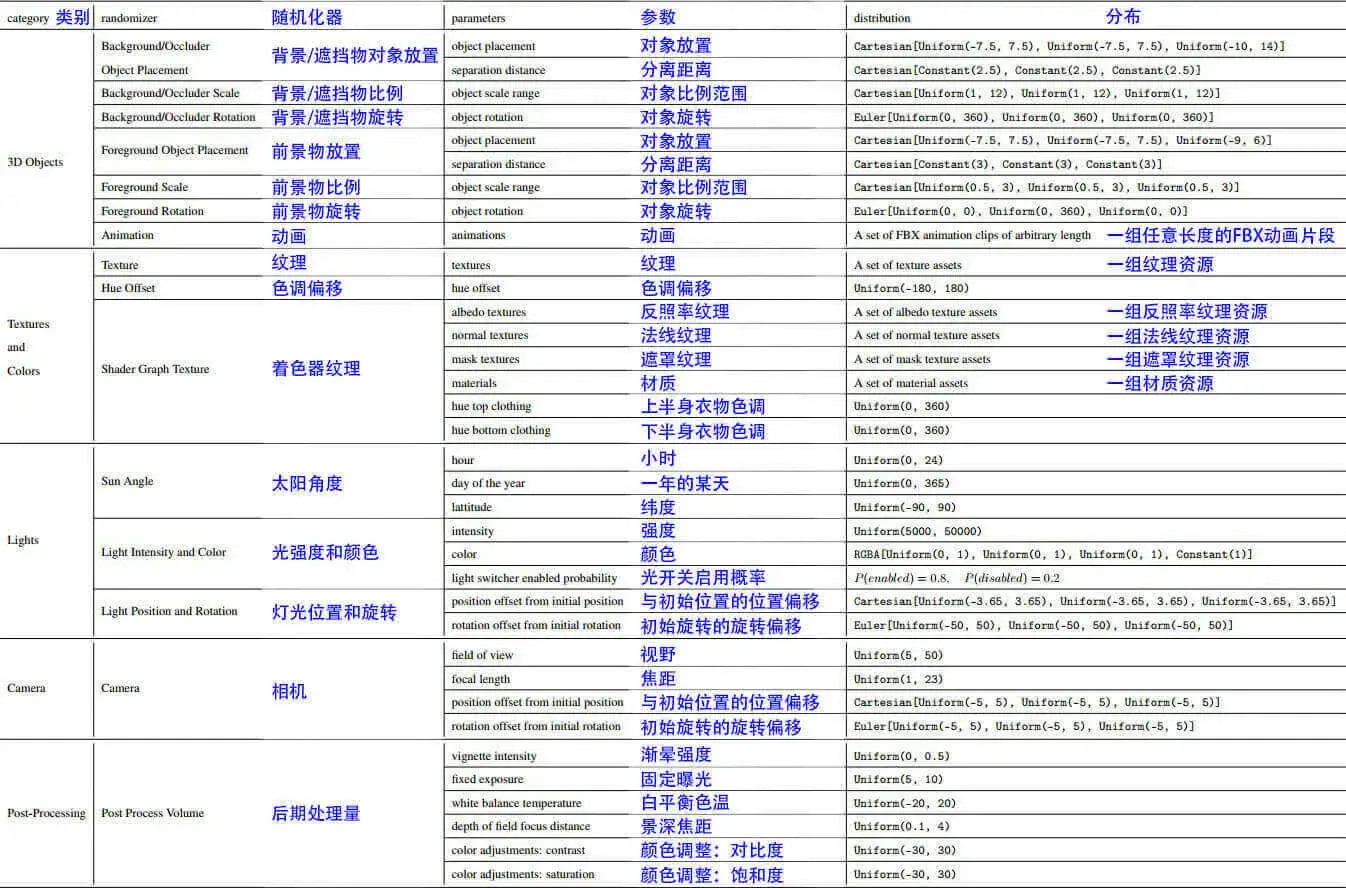 category 类别 randomizer 随机化器 parameters 参数 distribution 分布
Background/Occluder 背景/遮挡物对象放置 object placement 对象放置 Cartesian[Uniform(-7.5, 7.5), Uniform(-7.5, 7.5), Uniform(-10, 14)]
Object Placement separation distance 分离距离 Cartesian[Constant(2.5), Constant(2.5), Constant(2.5)]
Background/Occluder Scale 背景/遮挡物比例 object scale range 对象比例范围 Cartesian[Uniform(1, 12), Uniform(1, 12), Uniform(1, 12)]
Background/Occluder Rotation 背景/遮挡物旋转 object rotation 对象旋转 Euler[Uniform(0, 360), Uniform(0, 360), Uniform(0, 360)]
3D Objects Foreground Object Placement 前景物放置 object placement 对象放置 Cartesian[Uniform(-7.5, 7.5), Uniform(-7.5, 7.5), Uniform(-9, 6)]
separation distance 分离距离 Cartesian[Constant(3), Constant(3), Constant(3)]
Foreground Scale 前景物比例 object scale range 对象比例范围 Cartesian[Uniform(0.5, 3), Uniform(0.5, 3), Uniform(0.5, 3)]
Foreground Rotation 前景物旋转 object rotation 对象旋转 Euler[Uniform(0, 0), Uniform(0, 360), Uniform(0, 0)]
Animation 动画 animations 动画 A set of FBX animation clips of arbitrary length 一组任意长度的FBX动画片段
Texture 纹理 textures 纹理 A set of texture assets 一组纹理资源
Hue Offset 色调偏移 hue offset 色调偏移 Uniform(-180, 180)
Textures albedo textures 反照率纹理 A set of albedo texture assets 一组反照率纹理资源
and normal textures 法线纹理 A set of normal texture assets 一组法线纹理资源
Colors Shader Graph Texture 着色器纹理 mask textures 遮罩纹理 A set of mask texture assets 一组遮罩纹理资源
materials 材质 A set of material assets 一组材质资源
hue top clothing 上半身衣物色调 Uniform(0, 360)
hue bottom clothing 下半身衣物色调 Uniform(0, 360)
hour 小时 Uniform(0, 24)
Sun Angle 太阳角度 day of the year 一年的某天 Uniform(0, 365)
lattitude 纬度 Uniform(-90, 90)
Lights intensity 强度 Uniform(5000, 50000)
Light Intensity and Color 光强度和颜色 color 颜色 RGBA[Uniform(0, 1), Uniform(0, 1), Uniform(0, 1), Constant(1)]
light switcher enabled probability 光开关启用概率 P(enabled) = 0.8, P(disabled) = 0.2
Light Position and Rotation 灯光位置和旋转 position offset from initial position 与初始位置的位置偏移 Cartesian[Uniform(-3.65, 3.65), Uniform(-3.65, 3.65), Uniform(-3.65, 3.65)]
rotation offset from initial rotation 初始旋转的旋转偏移 Euler[Uniform(-50, 50), Uniform(-50, 50), Uniform(-50, 50)]
field of view 视野 Uniform(5, 50)
Camera Camera 相机 focal length 焦距 Uniform(1, 23)
position offset from initial position 与初始位置的位置偏移 Cartesian[Uniform(-5, 5), Uniform(-5, 5), Uniform(-5, 5)]
rotation offset from initial rotation 初始旋转的旋转偏移 Euler[Uniform(-5, 5), Uniform(-5, 5), Uniform(-5, 5)]
vignette intensity 渐晕强度 Uniform(0, 0.5)
fixed exposure 固定曝光 Uniform(5, 10)
Post-Processing Post Process Volume 后期处理量 white balance temperature 白平衡色温 Uniform(-20, 20)
depth of field focus distance 景深焦距 Uniform(0.1, 4)
color adjustments: contrast 颜色调整：对比度 Uniform(-30, 30)
color adjustments: saturation 颜色调整：饱和度 Uniform(-30, 30)